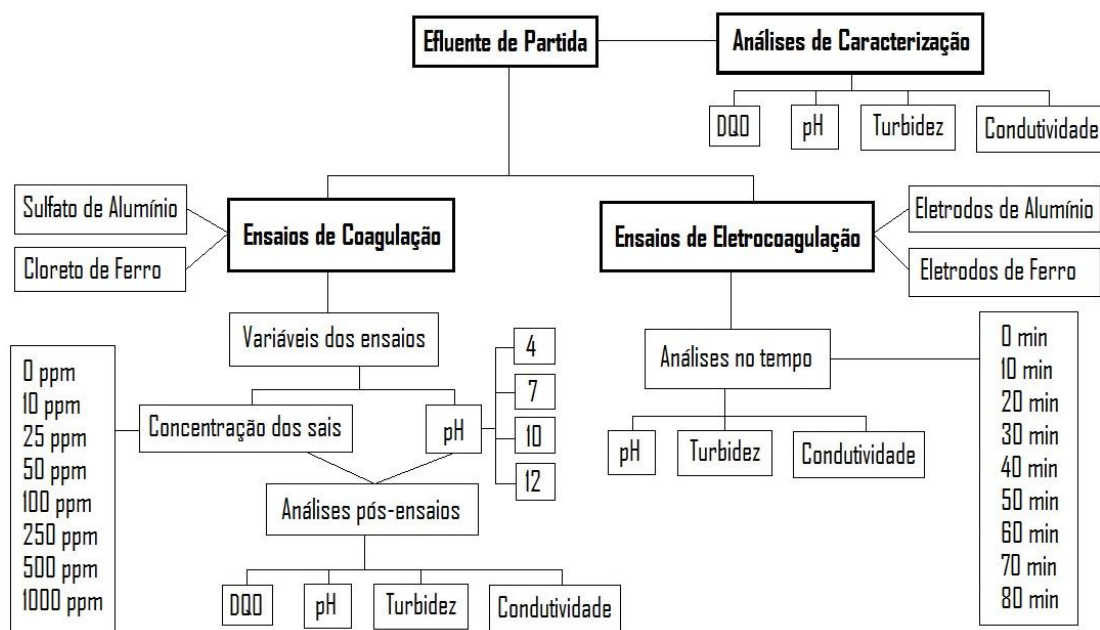 Efluente de Partida
Análises de Caracterização
DQO
pH
Turbidez
Condutividade
Sulfato de Alumínio
Cloreto de Ferro
Ensaios de Coagulação
Ensaios de Eletrocoagulação
Eletrodos de Alumínio
Eletrodos de Ferro
Variáveis dos ensaios
0 ppm
10 ppm
25 ppm
50 ppm
100 ppm
250 ppm
500 ppm
1000 ppm
Concentração dos sais
pH
4
7
10
12
Análises pós-ensaios
DQO
pH
Turbidez
Condutividade
Análises no tempo
pH
Turbidez
Condutividade
0 min
10 min
20 min
30 min
40 min
50 min
60 min
70 min
80 min